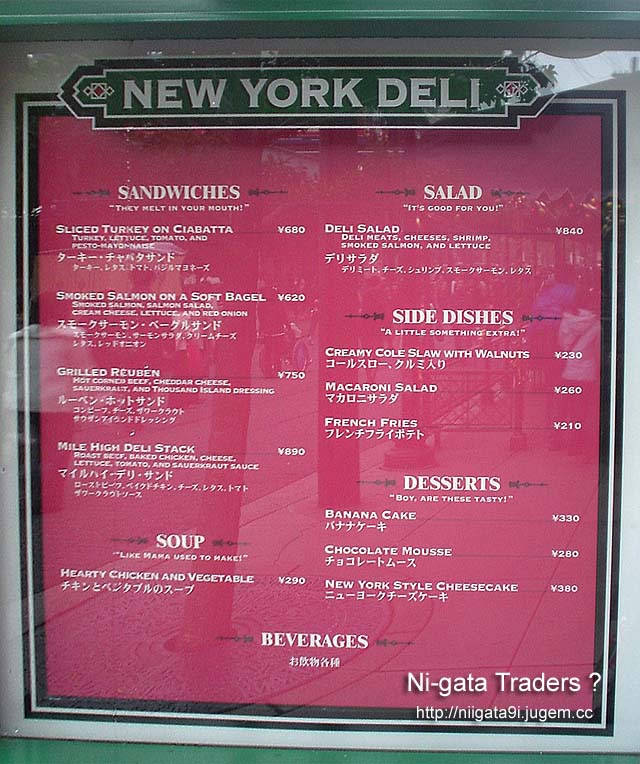 NEW YORK DELI
SANDWICHES
"THEY MELT IN YOUR MOUTH!"
SLICED TURKEY ON CIABATTA ¥680
TURKEY, LETTUCE, TOMATO, AND
PESTO-MAYONNAISE
ターキー・チャバタサンド
ターキー、レタス、トマト、バジルマヨネーズ
SMOKED SALMON ON A SOFT BAGEL ¥620
SMOKED SALMON, SALMON SALAD,
CREAM CHEESE, LETTUCE, AND RED ONION
スモークサーモン・ベーグルサンド
スモークサーモン、サーモンサラダ、クリームチーズ
レタス、レッドオニオン
GRILLED REUBEN ¥750
HOT CORNED BEEF, CHEDDAR CHEESE,
SAUERKRAUT, AND THOUSAND ISLAND DRESSING
ルーベン・ホットサンド
コンビーフ、チーズ、ザワークラウト
サウザンアイランドドレッシング
MILE HIGH DELI STACK ¥890
ROAST BEEF, BAKED CHICKEN, CHEESE,
LETTUCE, TOMATO, AND SAUERKRAUT SAUCE
マイルハイ・デリ・サンド
ローストビーフ、ベイクドチキン、チーズ、レタス、トマト
ザワークラウトソース
SOUP
"LIKE MAMA USED TO MAKE!"
HEARTY CHICKEN AND VEGETABLE ¥290
チキンとベジタブルのスープ
SALAD
"IT'S GOOD FOR YOU!"
DELI SALAD ¥840
DELI MEATS, CHEESES, SHRIMP,
SMOKED SALMON, AND LETTUCE
デリサラダ
デリミート、チーズ、シュリンプ、スモークサーモン、レタス
SIDE DISHES
"A LITTLE SOMETHING EXTRA!"
CREAMY COLE SLAW WITH WALNUTS ¥230
コールスロー、クルミ入り
MACARONI SALAD ¥260
マカロニサラダ
FRENCH FRIES ¥210
フレンチフライポテト
DESSERTS
"BOY, ARE THESE TASTY!"
BANANA CAKE ¥330
バナナケーキ
CHOCOLATE MOUSSE ¥280
チョコレートムース
NEW YORK STYLE CHEESECAKE ¥380
ニューヨークチーズケーキ
BEVERAGES
お飲物各種
Ni-gata Traders ?
http://niigata9i.jugem.cc